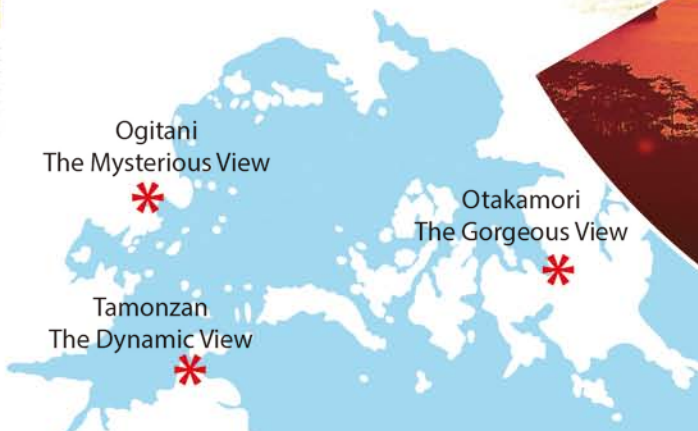 Ogitani
The Mysterious View
Otakamori
The Gorgeous View
Tamonzan
The Dynamic View